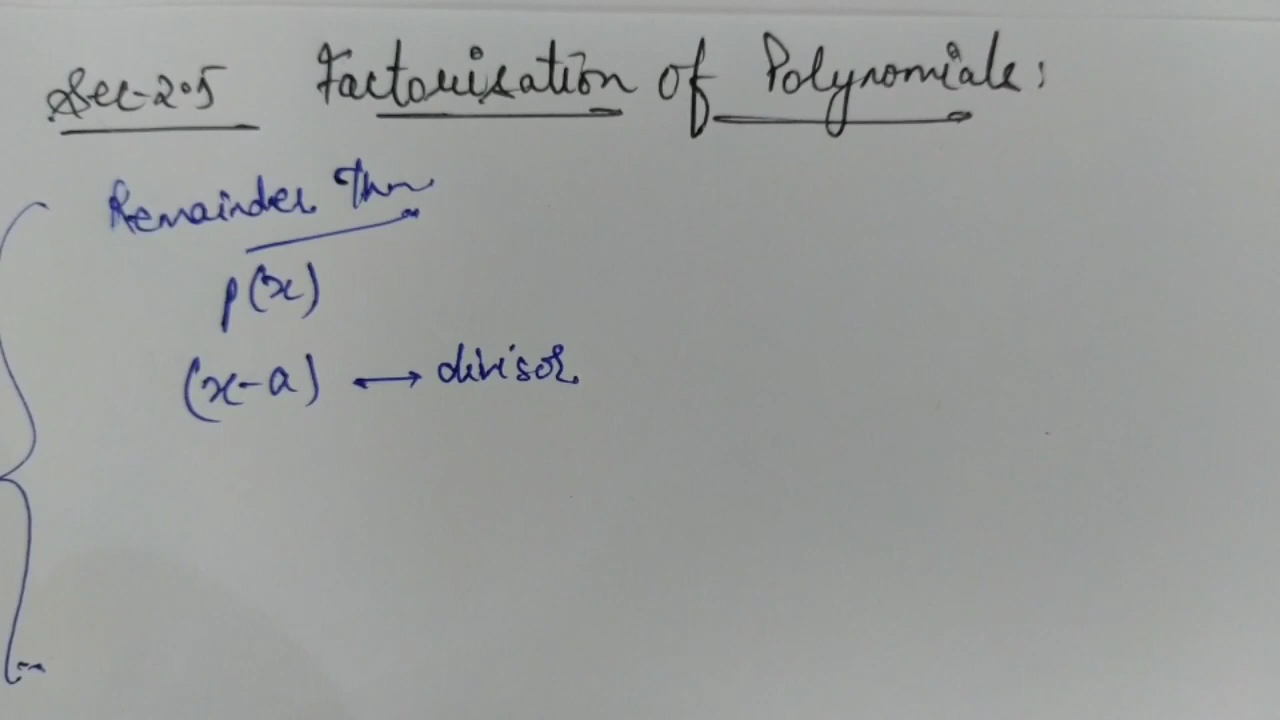 Sec-2.5 Factorisation of Polynomials:
Remainder Thm
p(x)
(x-a) ⟷ divisor